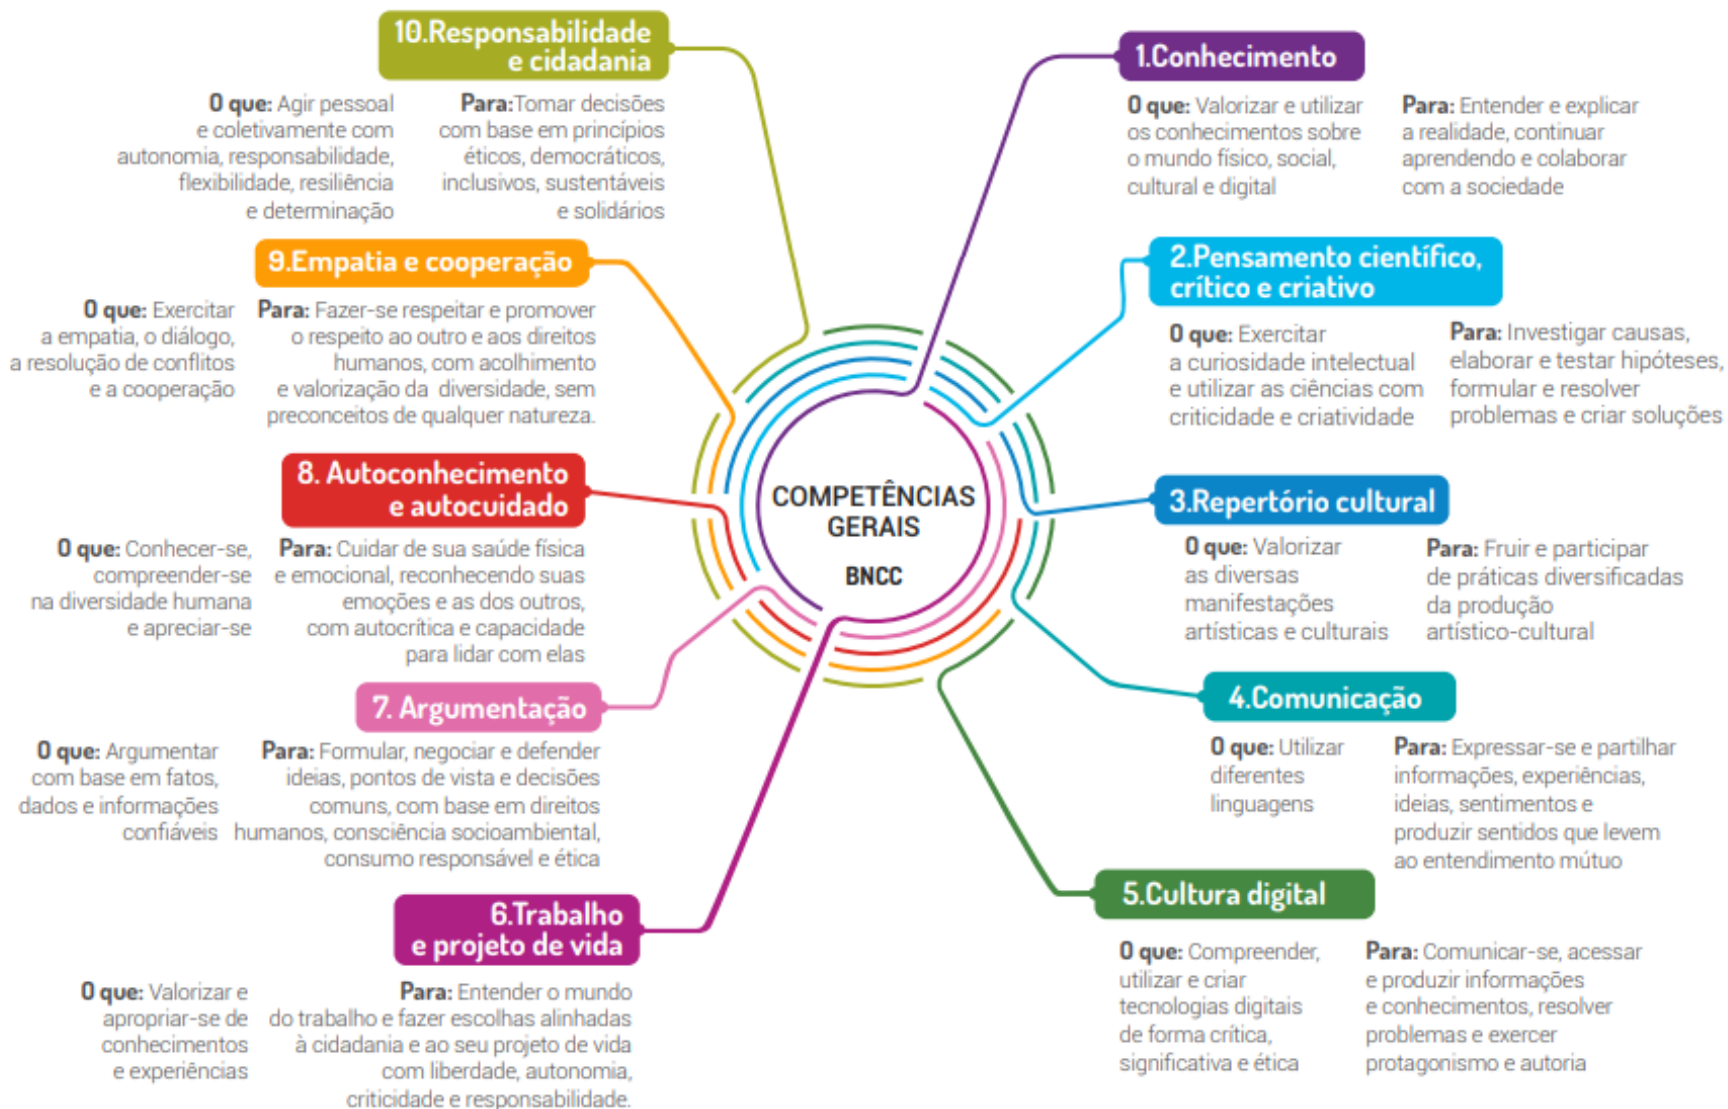 1.Conhecimento
O que: Valorizar e utilizar
os conhecimentos sobre
o mundo físico, social,
cultural e digital
Para: Entender e explicar
a realidade, continuar
aprendendo e colaborar
com a sociedade
2.Pensamento científico,
crítico e criativo
O que: Exercitar
a curiosidade intelectual
e utilizar as ciências com
criticidade e criatividade
Para: Investigar causas,
elaborar e testar hipóteses,
formular e resolver
problemas e criar soluções
3.Repertório cultural
O que: Valorizar
as diversas
manifestações
artísticas e culturais
Para: Fruir e participar
de práticas diversificadas
da produção
artístico-cultural
4.Comunicação
O que: Utilizar
diferentes
linguagens
Para: Expressar-se e partilhar
informações, experiências,
ideias, sentimentos e
produzir sentidos que levem
ao entendimento mútuo
5.Cultura digital
O que: Compreender,
utilizar e criar
tecnologias digitais
de forma crítica,
significativa e ética
Para: Comunicar-se, acessar
e produzir informações
e conhecimentos, resolver
problemas e exercer
protagonismo e autoria
6.Trabalho
e projeto de vida
O que: Valorizar e
apropriar-se de
conhecimentos
e experiências
Para: Entender o mundo
do trabalho e fazer escolhas alinhadas
à cidadania e ao seu projeto de vida
com liberdade, autonomia,
criticidade e responsabilidade.
7. Argumentação
O que: Argumentar
com base em fatos,
dados e informações
confiáveis
Para: Formular, negociar e defender
ideias, pontos de vista e decisões
comuns, com base em direitos
humanos, consciência socioambiental,
consumo responsável e ética
8. Autoconhecimento
e autocuidado
O que: Conhecer-se,
compreender-se
na diversidade humana
e apreciar-se
Para: Cuidar de sua saúde física
e emocional, reconhecendo suas
emoções e as dos outros,
com autocrítica e capacidade
para lidar com elas
9.Empatia e cooperação
O que: Exercitar
a empatia, o diálogo,
a resolução de conflitos
e a cooperação
Para: Fazer-se respeitar e promover
o respeito ao outro e aos direitos
humanos, com acolhimento
e valorização da diversidade, sem
preconceitos de qualquer natureza.
10.Responsabilidade
e cidadania
O que: Agir pessoal
e coletivamente com
autonomia, responsabilidade,
flexibilidade, resiliência
e determinação
Para:Tomar decisões
com base em princípios
éticos, democráticos,
inclusivos, sustentáveis
e solidários
COMPETÊNCIAS
GERAIS
BNCC